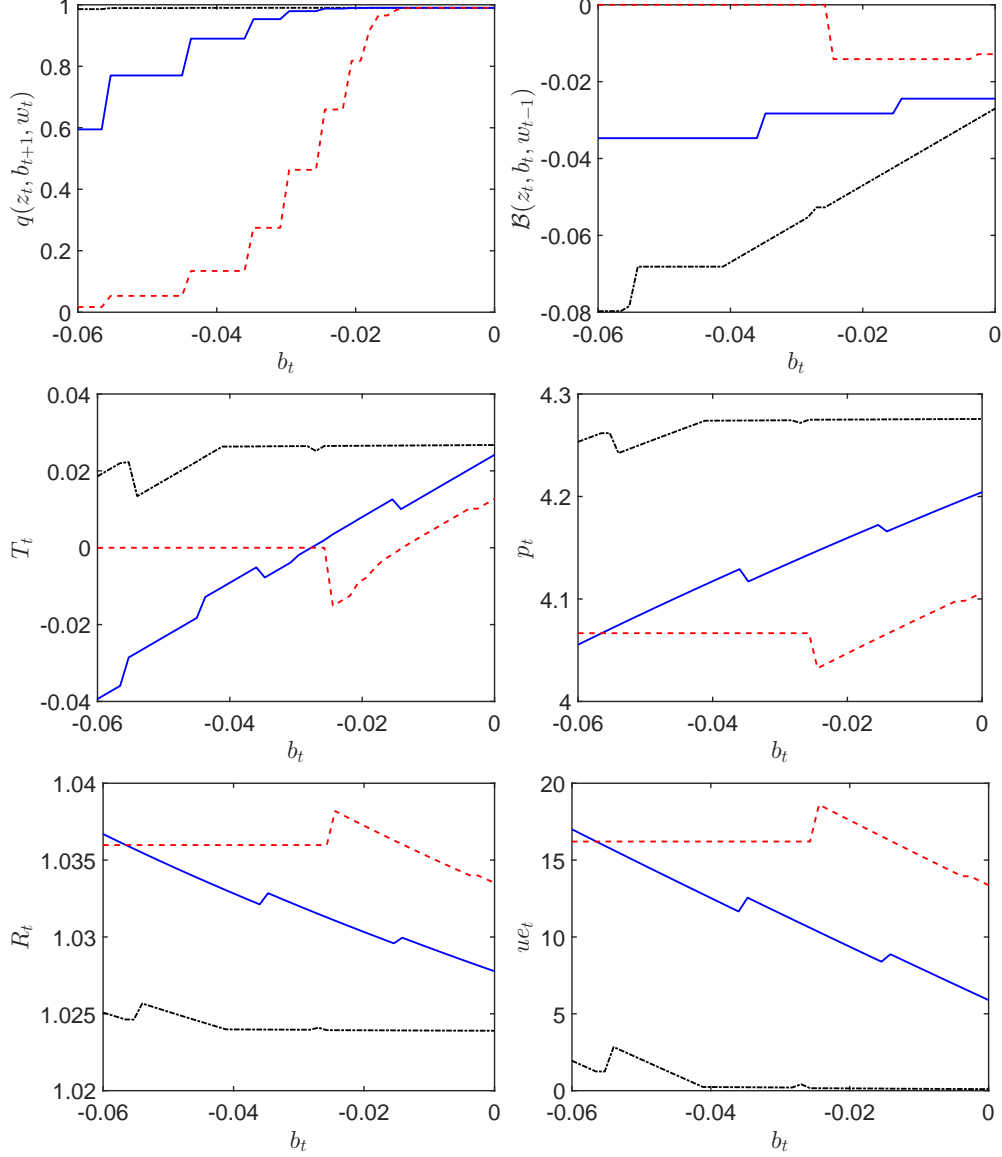 1
0.8
0.6
0.4
0.2
0
-0.06 -0.04 -0.02 0
b_t
q(z_t, b_{t+1}, w_t)
0
-0.02
-0.04
-0.06
-0.08
-0.06 -0.04 -0.02 0
b_t
\mathcal{B}(z_t, b_t, w_{t-1})
0.04
0.02
0
-0.02
-0.04
-0.06 -0.04 -0.02 0
b_t
T_t
4.3
4.2
4.1
4
-0.06 -0.04 -0.02 0
b_t
p_t
1.04
1.035
1.03
1.025
1.02
-0.06 -0.04 -0.02 0
b_t
R_t
20
15
10
5
0
-0.06 -0.04 -0.02 0
b_t
ue_t